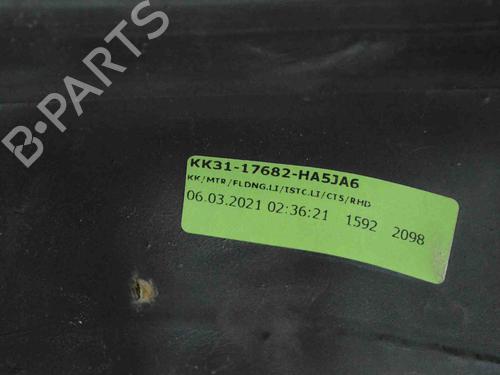 B-PARTS
KK31-17682-HA5JA6
KK/MTR/FLDNG.LI/ISTC.LI/CTS/RHD
06.03.2021 02:36:21 1592 2098